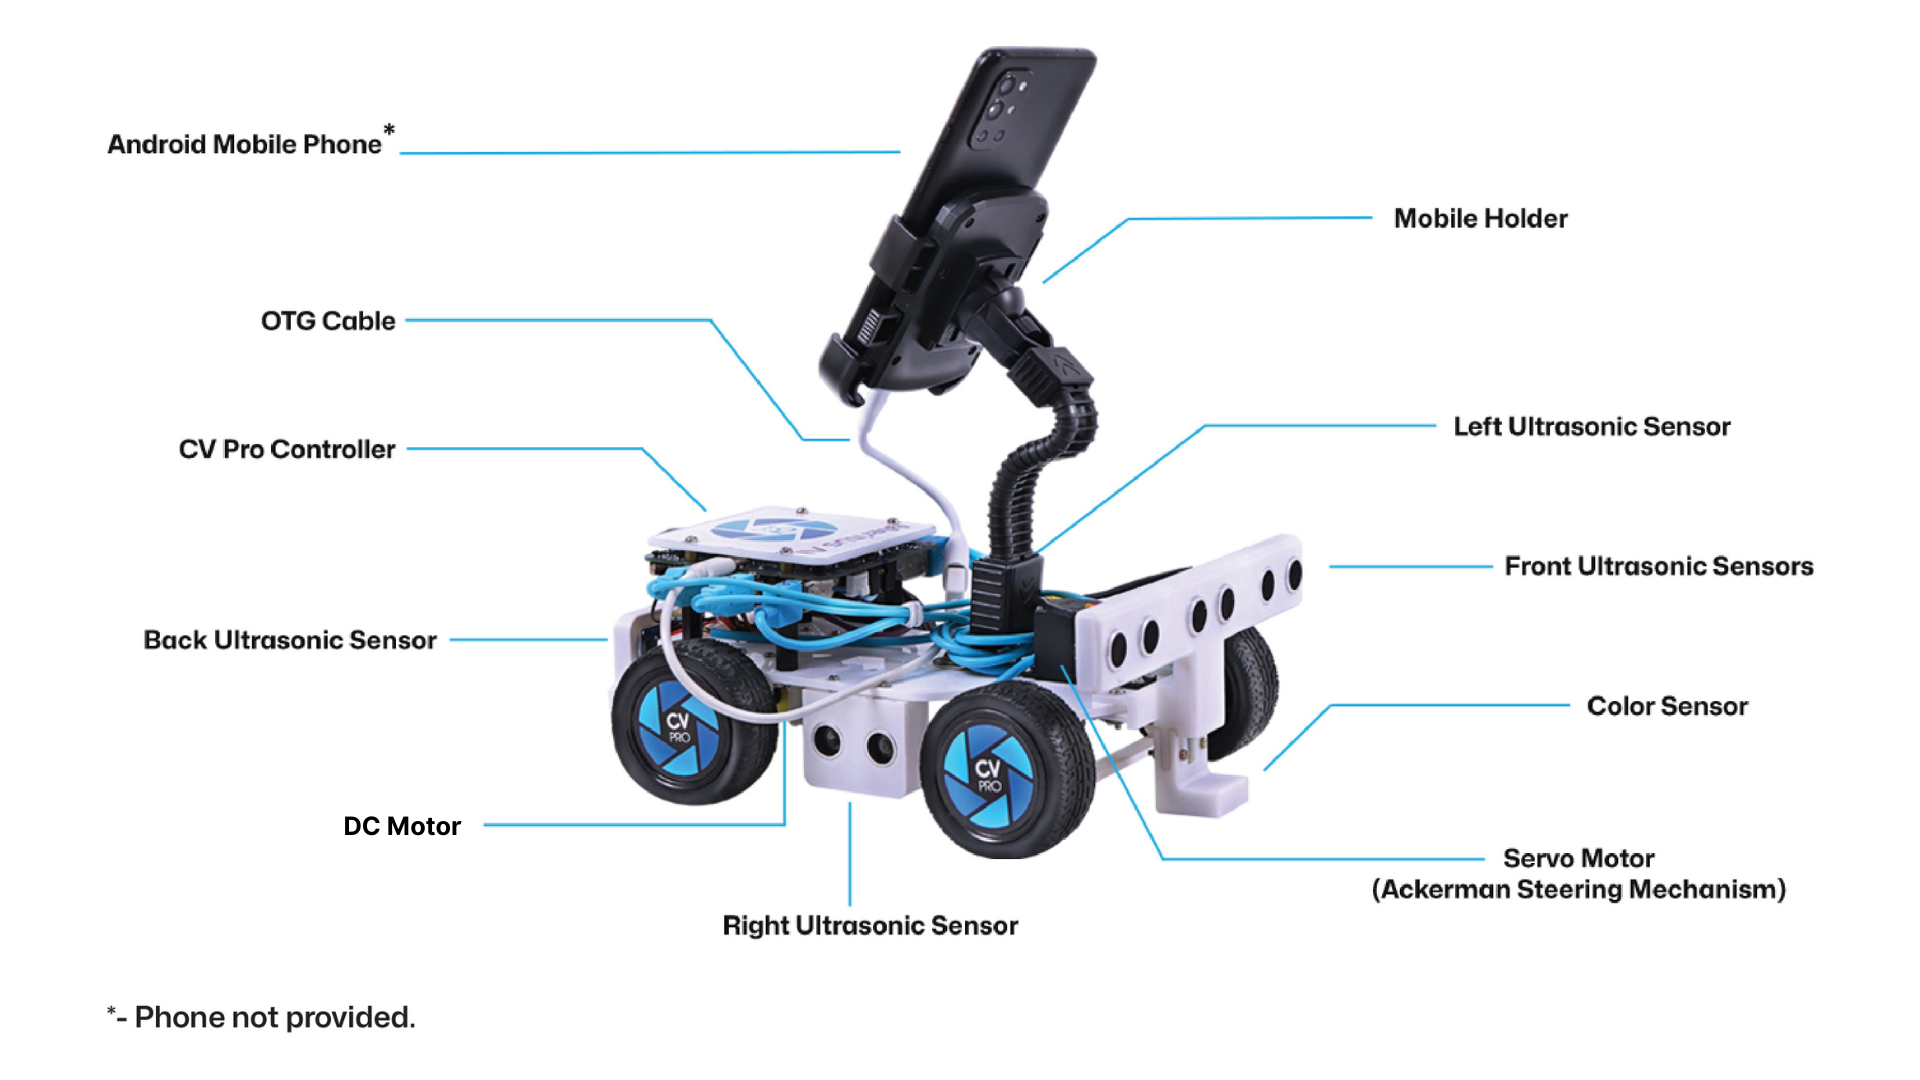 Android Mobile Phone*
Mobile Holder
OTG Cable
Left Ultrasonic Sensor
CV Pro Controller
Front Ultrasonic Sensors
Back Ultrasonic Sensor
Color Sensor
CV
PRO
CV
PRO
DC Motor
Servo Motor
(Ackerman Steering Mechanism)
Right Ultrasonic Sensor
*- Phone not provided.